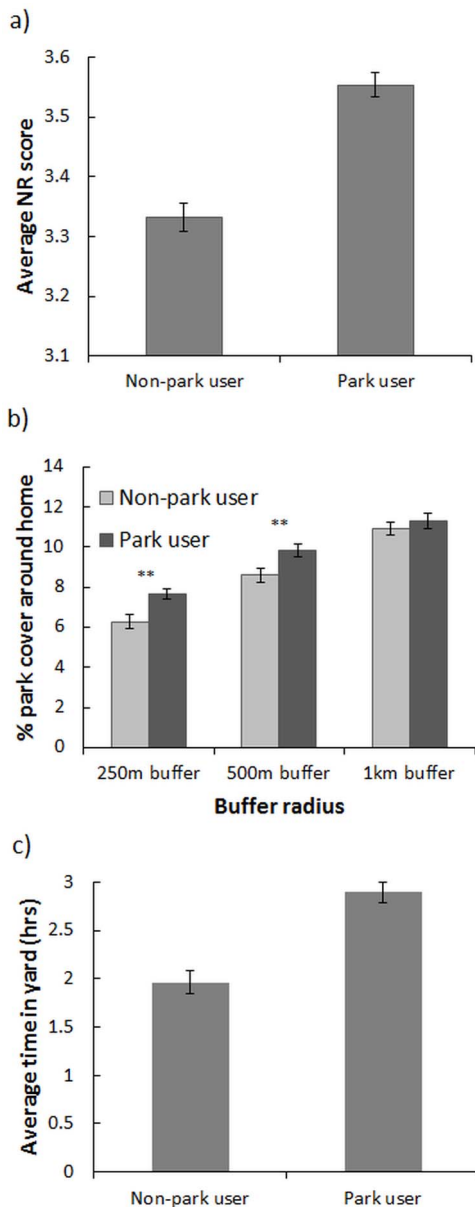 a)
Average NR score
3.6
3.5
3.4
3.3
3.2
3.1
Non-park user
Park user
b)
% park cover around home
14
12
10
8
6
4
2
0
Non-park user
Park user
**
**
250m buffer
500m buffer
1km buffer
Buffer radius
c)
Average time in yard (hrs)
3
2.5
2
1.5
1
0.5
0
Non-park user
Park user